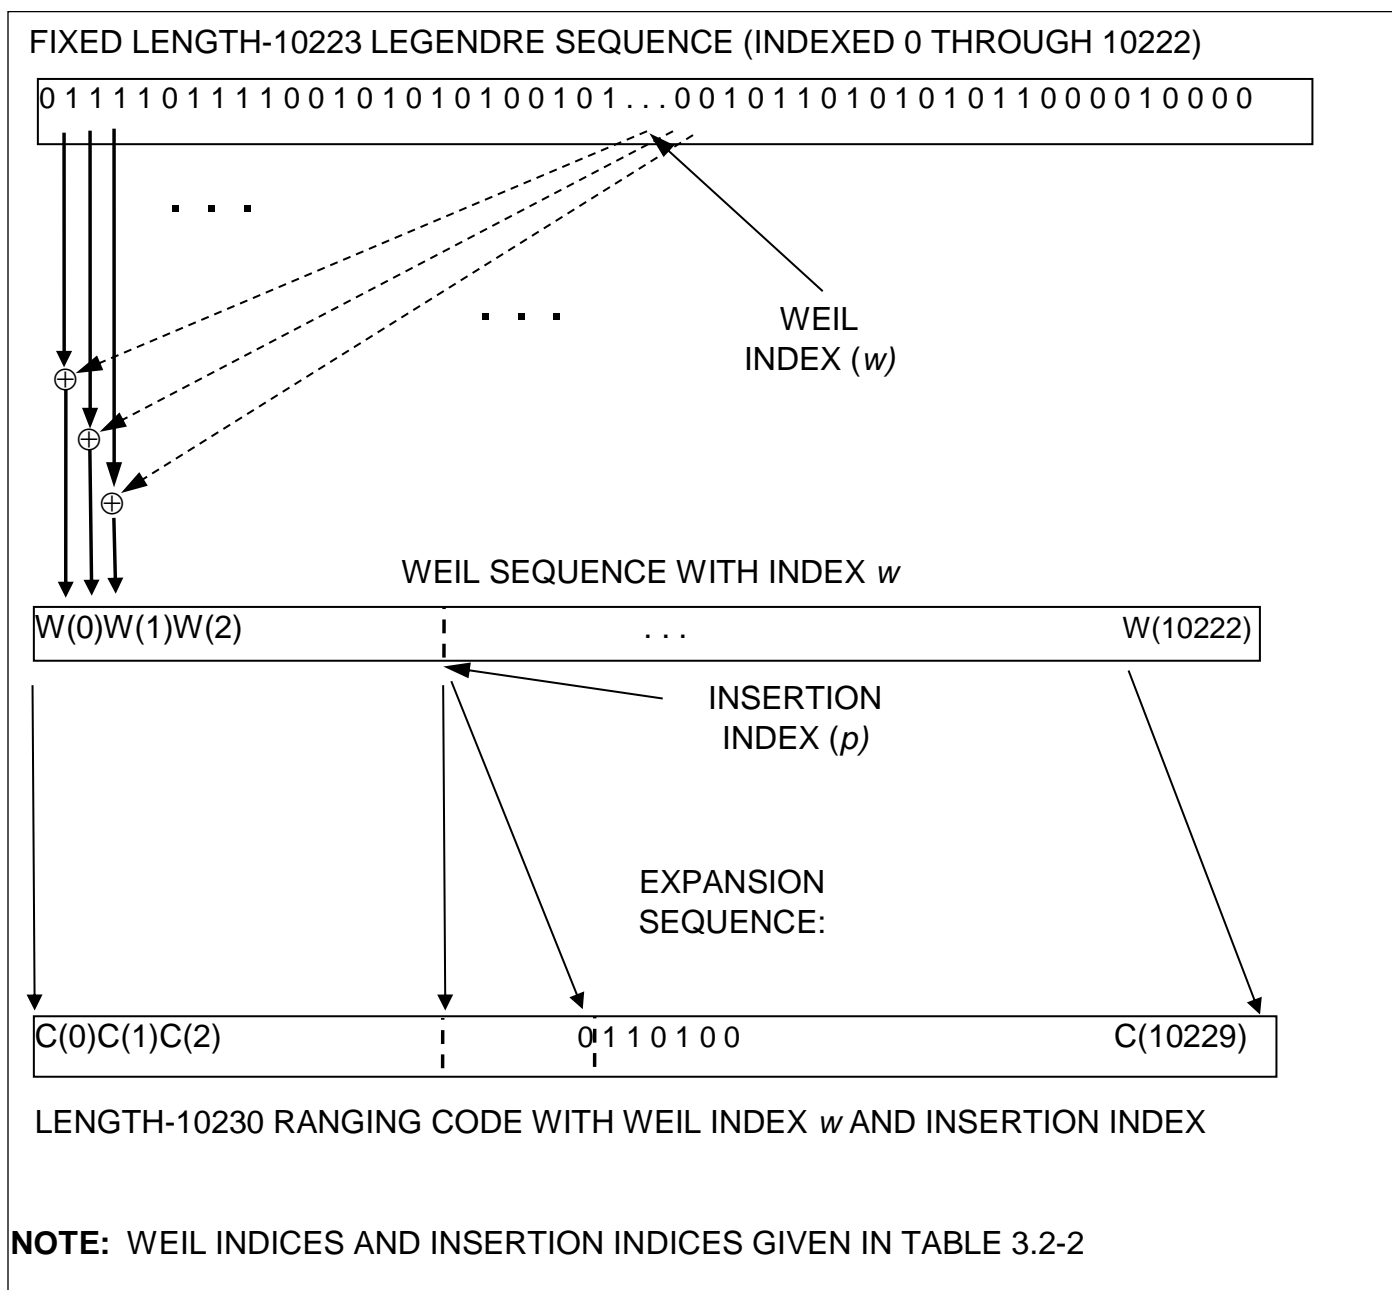 FIXED LENGTH-10223 LEGENDRE SEQUENCE (INDEXED 0 THROUGH 10222)
0 1 1 1 1 0 1 1 1 1 0 0 1 0 1 0 1 0 1 0 0 1 0 1 . . . 0 0 1 0 1 1 0 1 0 1 0 1 0 1 1 0 0 0 0 1 0 0 0 0
. . .
. . .
WEIL
INDEX (w)
⊕
⊕
⊕
WEIL SEQUENCE WITH INDEX w
W(0)W(1)W(2) . . . W(10222)
INSERTION
INDEX (p)
EXPANSION
SEQUENCE:
C(0)C(1)C(2) 0 1 1 0 1 0 0 C(10229)
LENGTH-10230 RANGING CODE WITH WEIL INDEX w AND INSERTION INDEX
NOTE: WEIL INDICES AND INSERTION INDICES GIVEN IN TABLE 3.2-2